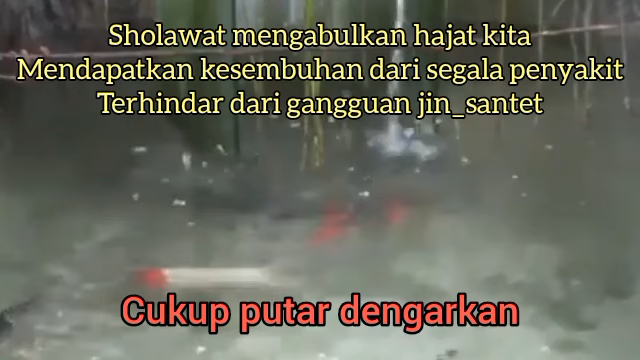 Sholawat mengabulkan hajat kita
Mendapatkan kesembuhan dari segala penyakit
Terhindar dari gangguan jin_santet
Cukup putar dengarkan